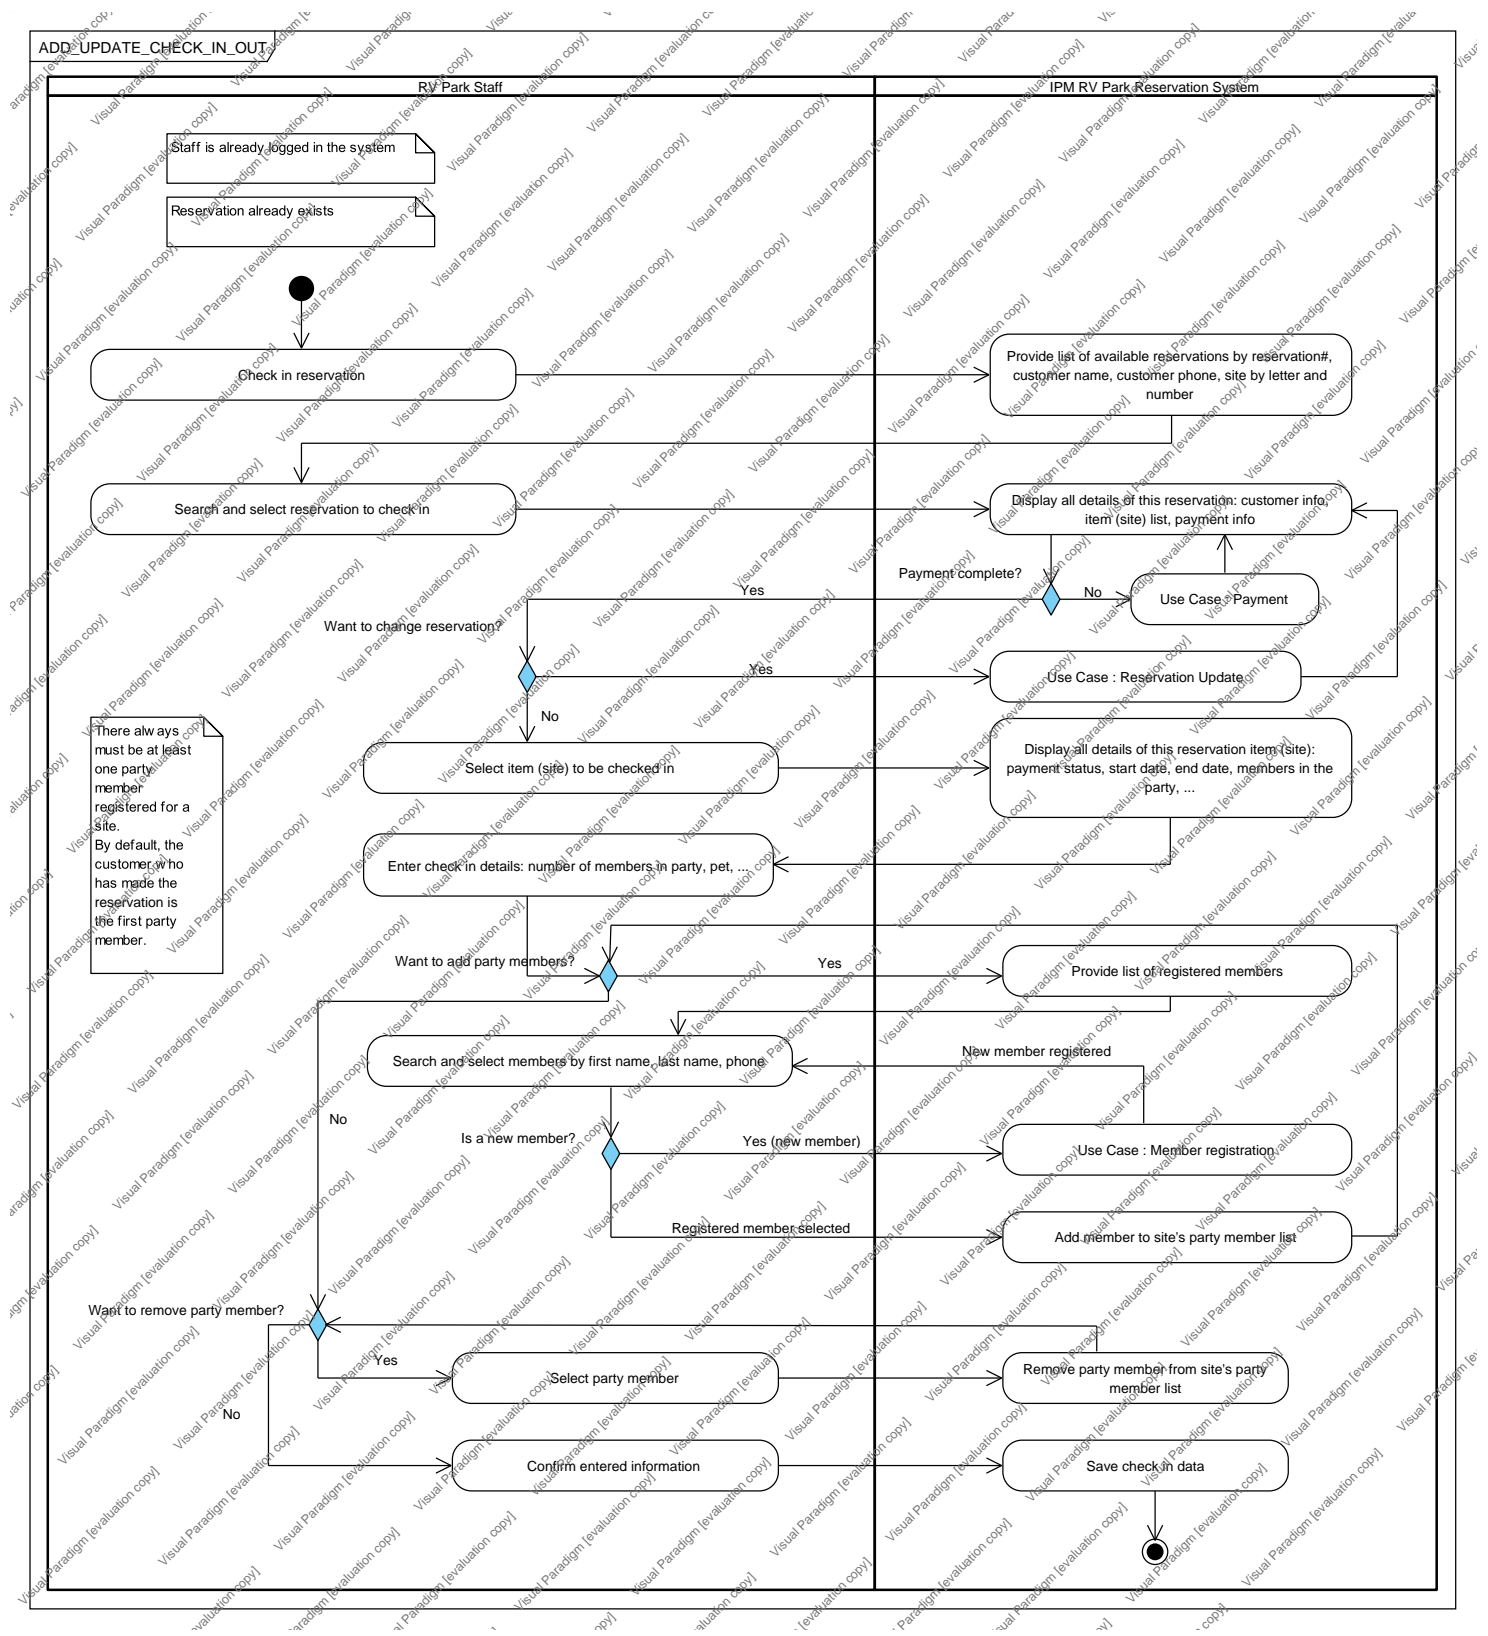 ADD_UPDATE_CHECK_IN_OUT
RV Park Staff
IPM RV Park Reservation System
Staff is already logged in the system
Reservation already exists
Check in reservation
Provide list of available reservations by reservation#,
customer name, customer phone, site by letter and
number
Search and select reservation to check in
Display all details of this reservation: customer info,
item (site) list, payment info
Payment complete?
Yes
No
Use Case : Payment
Want to change reservation?
Yes
Use Case : Reservation Update
No
There always
must be at least
one party
member
registered for a
site.
By default, the
customer who
has made the
reservation is
the first party
member.
Select item (site) to be checked in
Display all details of this reservation item (site):
payment status, start date, end date, members in the
party, ...
Enter check in details: number of members in party, pet, ...
Want to add party members?
Yes
Provide list of registered members
Search and select members by first name, last name, phone
New member registered
No
Is a new member?
Yes (new member)
Use Case : Member registration
Registered member selected
Add member to site's party member list
Want to remove party member?
Yes
Select party member
Remove party member from site's party
member list
No
Confirm entered information
Save check in data
Visual Paradigm [evaluation copy]